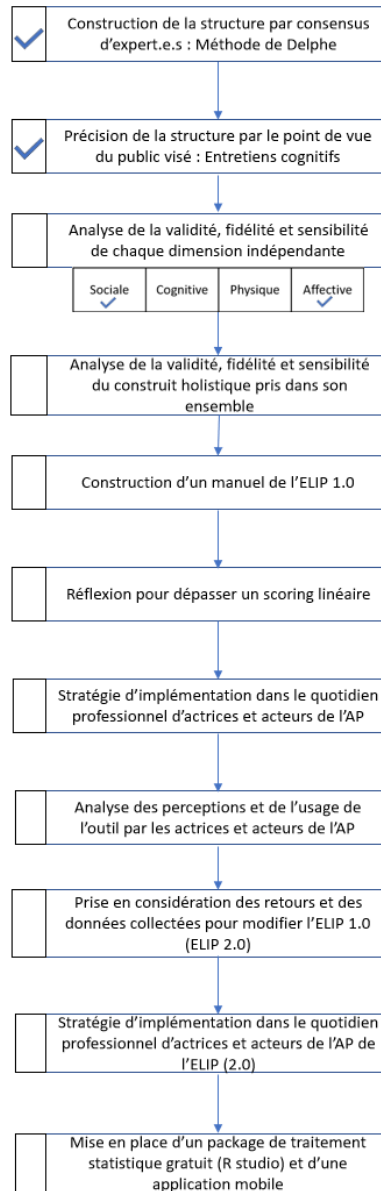 Construction de la structure par consensus
d'expert.e.s : Méthode de Delphe
Précision de la structure par le point de vue
du public visé : Entretiens cognitifs
Analyse de la validité, fidélité et sensibilité
de chaque dimension indépendante
Sociale Cognitive Physique Affective
Analyse de la validité, fidélité et sensibilité
du construit holistique pris dans son
ensemble
Construction d'un manuel de l'ELIP 1.0
Réflexion pour dépasser un scoring linéaire
Stratégie d'implémentation dans le quotidien
professionnel d'actrices et acteurs de l'AP
Analyse des perceptions et de l'usage de
l'outil par les actrices et acteurs de l'AP
Prise en considération des retours et des
données collectées pour modifier l'ELIP 1.0
(ELIP 2.0)
Stratégie d'implémentation dans le quotidien
professionnel d'actrices et acteurs de l'AP de
l'ELIP (2.0)
Mise en place d'un package de traitement
statistique gratuit (R studio) et d'une
application mobile